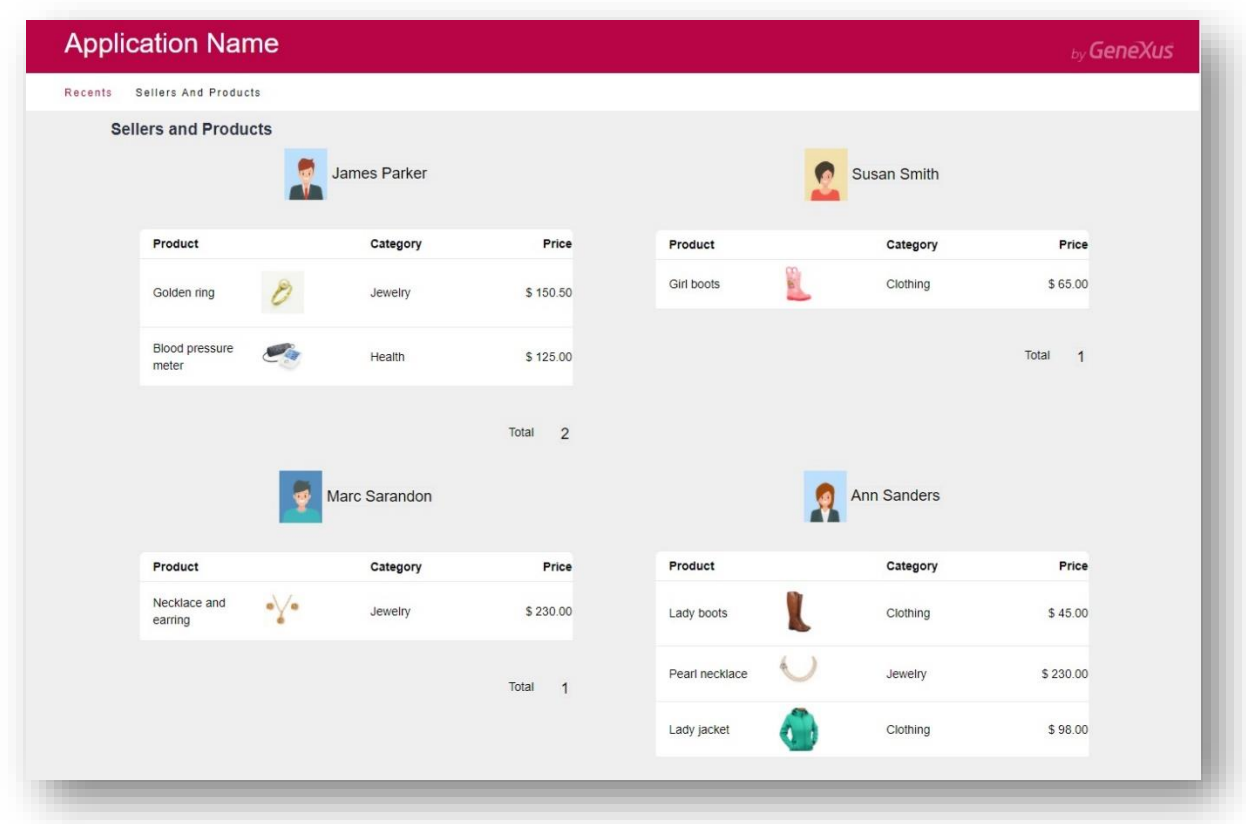 Application Name
by GeneXus
Recents Sellers And Products
Sellers and Products
James Parker
Product Category Price
Golden ring Jewelry $ 150.50
Blood pressure
meter Health $ 125.00
Total 2
Susan Smith
Product Category Price
Girl boots Clothing $ 65.00
Total 1
Marc Sarandon
Product Category Price
Necklace and
earring Jewelry $ 230.00
Total 1
Ann Sanders
Product Category Price
Lady boots Clothing $ 45.00
Pearl necklace Jewelry $ 230.00
Lady jacket Clothing $ 98.00